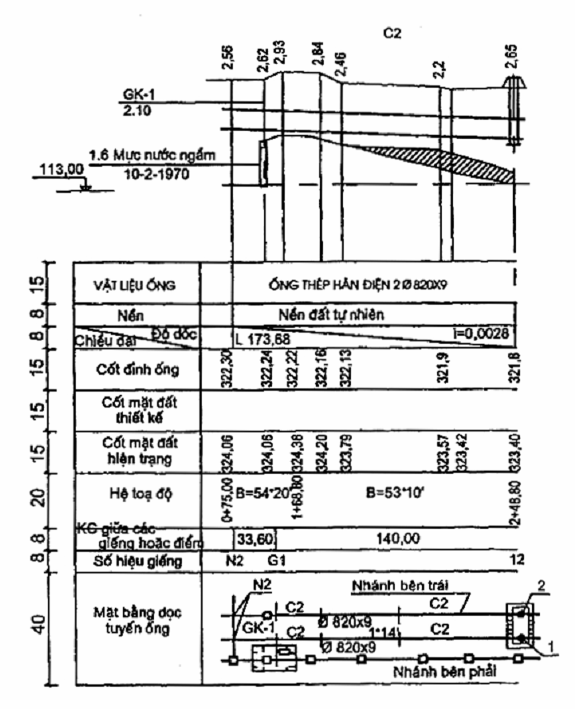 C2
2,56
2,62
2,93
2,84
2,46
2,2
2,65
GK-1
2.10
1.6 Mực nước ngầm
10-2-1970
113,00
15 VẬT LIỆU ỐNG ỐNG THÉP HÀN ĐIỆN 2 Ø 820X9
8 Nền Nền đất tự nhiên
8 Chiều dài Độ dốc L 173,68 i=0,0028
15 Cốt đỉnh ống 322,30 322,24 322,22 322,16 322,13 321,9 321,8
15 Cốt mặt đất
thiết kế
15 Cốt mặt đất
hiện trạng 324,06 324,06 324,38 324,20 323,79 323,57 323,42 323,40
20 Hệ toạ độ 0+75,00 B=54°20' 1+68,80 B=53°10' 2+48,80
8 KC giữa các
giếng hoặc điểm 33,60 140,00
8 Số hiệu giếng N2 G1 12
40 Mặt bằng dọc
tuyến ống
N2
Nhánh bên trái
2
C2
C2
GK-1
Ø 820x9
C2
1°14'
C2
1
Ø 820x9
Nhánh bên phải